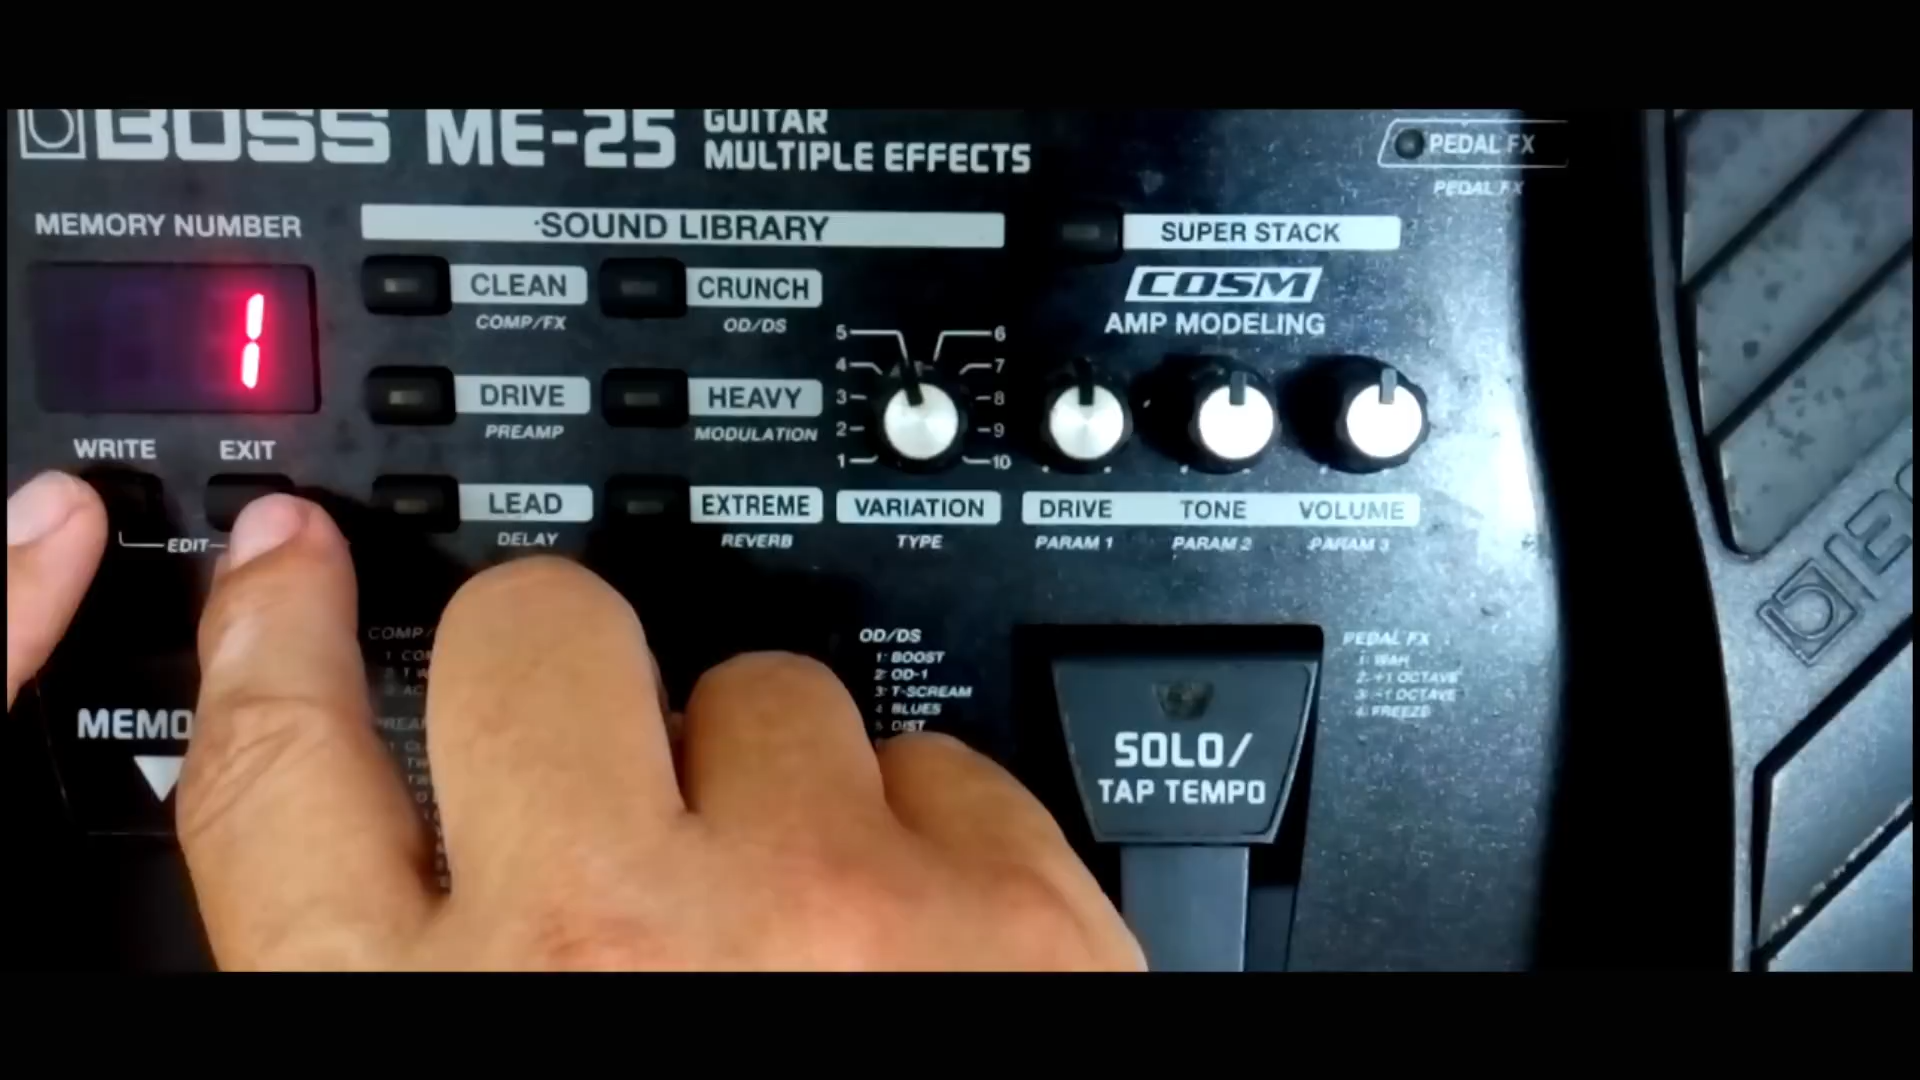 BOSS ME-25 GUITAR
MULTIPLE EFFECTS
PEDAL FX
PEDAL FX
MEMORY NUMBER
1
WRITE EXIT
EDIT
SOUND LIBRARY
CLEAN
COMP/FX
CRUNCH
OD/DS
DRIVE
PREAMP
HEAVY
MODULATION
LEAD
DELAY
EXTREME
REVERB
5 6
4 7
3 8
2 9
1 10
VARIATION
TYPE
SUPER STACK
COSM
AMP MODELING
DRIVE TONE VOLUME
PARAM 1 PARAM 2 PARAM 3
MEMO
COMP/
OD/DS
1: BOOST
2: OD-1
3: T-SCREAM
4: BLUES
5: DIST
SOLO/
TAP TEMPO
PEDAL FX
1: WAH
2: +1 OCTAVE
3: -1 OCTAVE
4: FREEZE